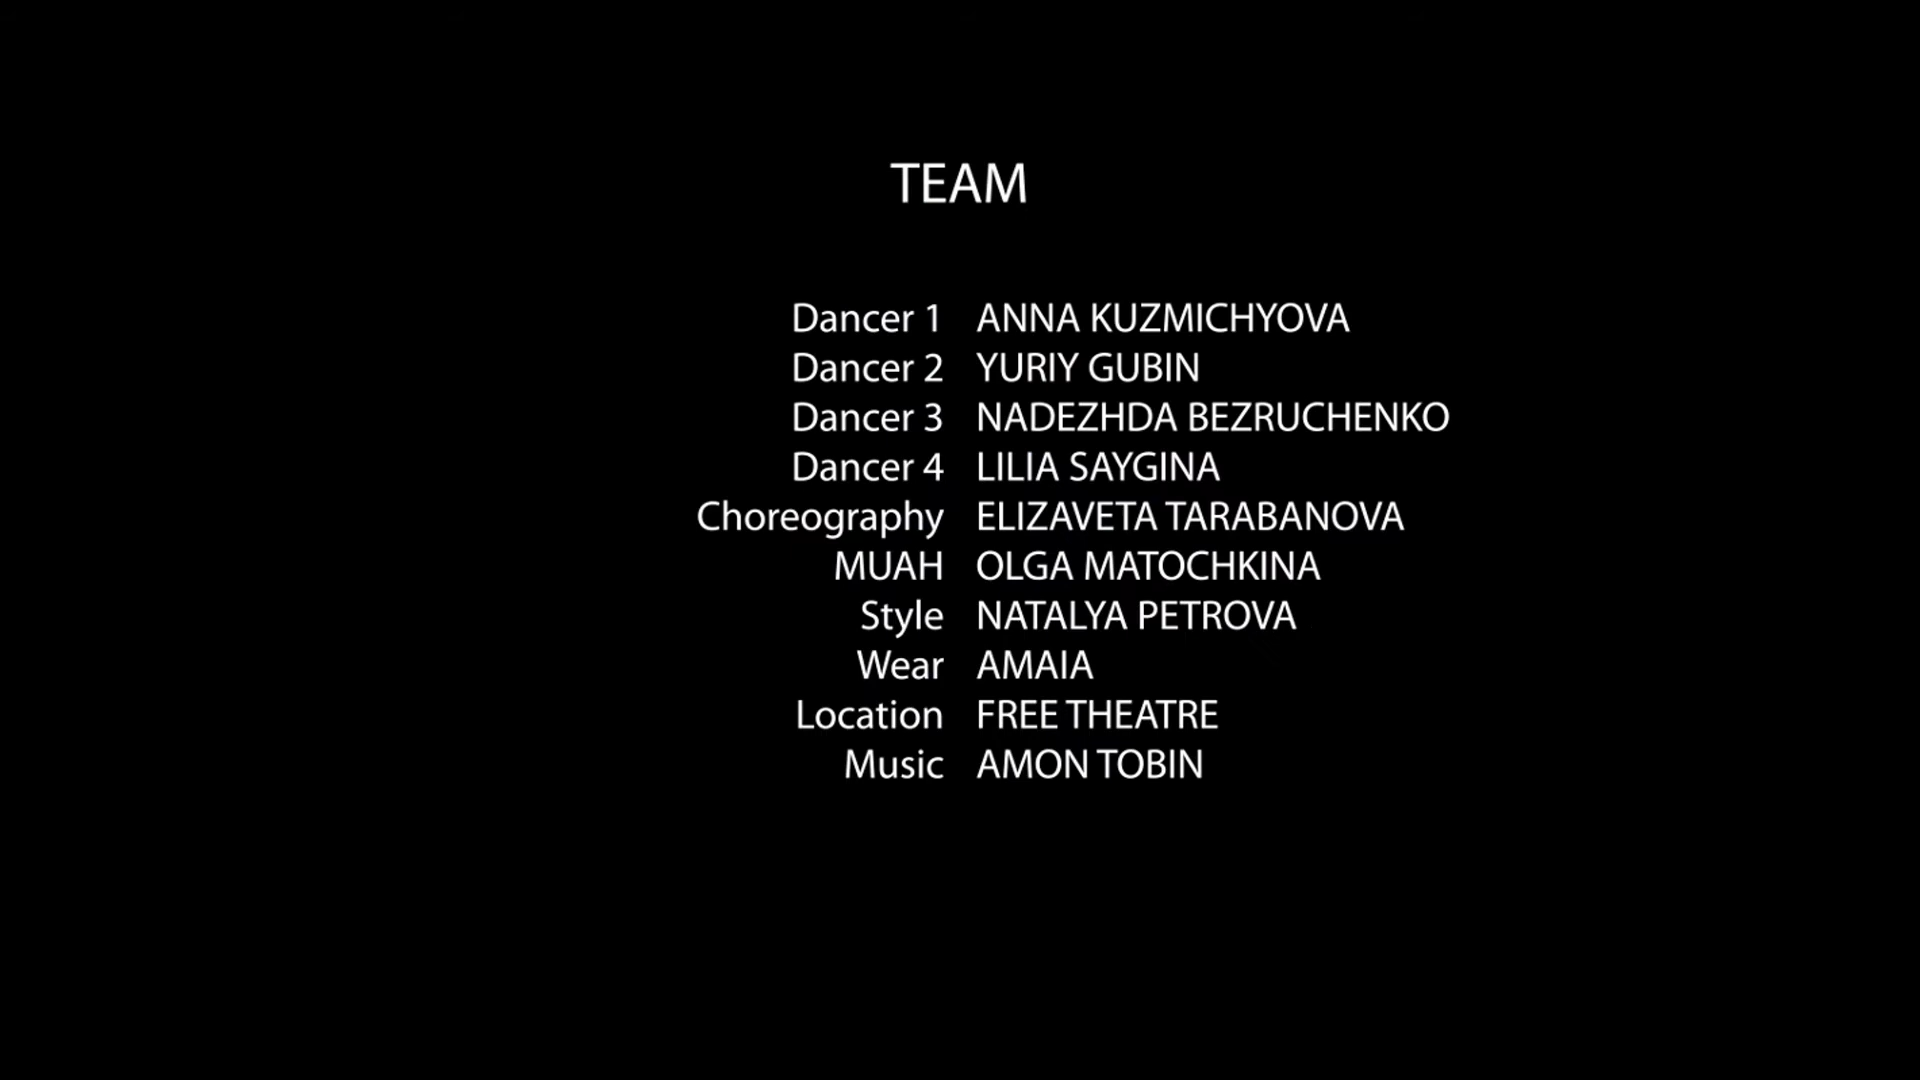 TEAM
Dancer 1 ANNA KUZMICHYOVA
Dancer 2 YURIY GUBIN
Dancer 3 NADEZHDA BEZRUCHENKO
Dancer 4 LILIA SAYGINA
Choreography ELIZAVETA TARABANOVA
MUAH OLGA MATOCHKINA
Style NATALYA PETROVA
Wear AMAIA
Location FREE THEATRE
Music AMON TOBIN